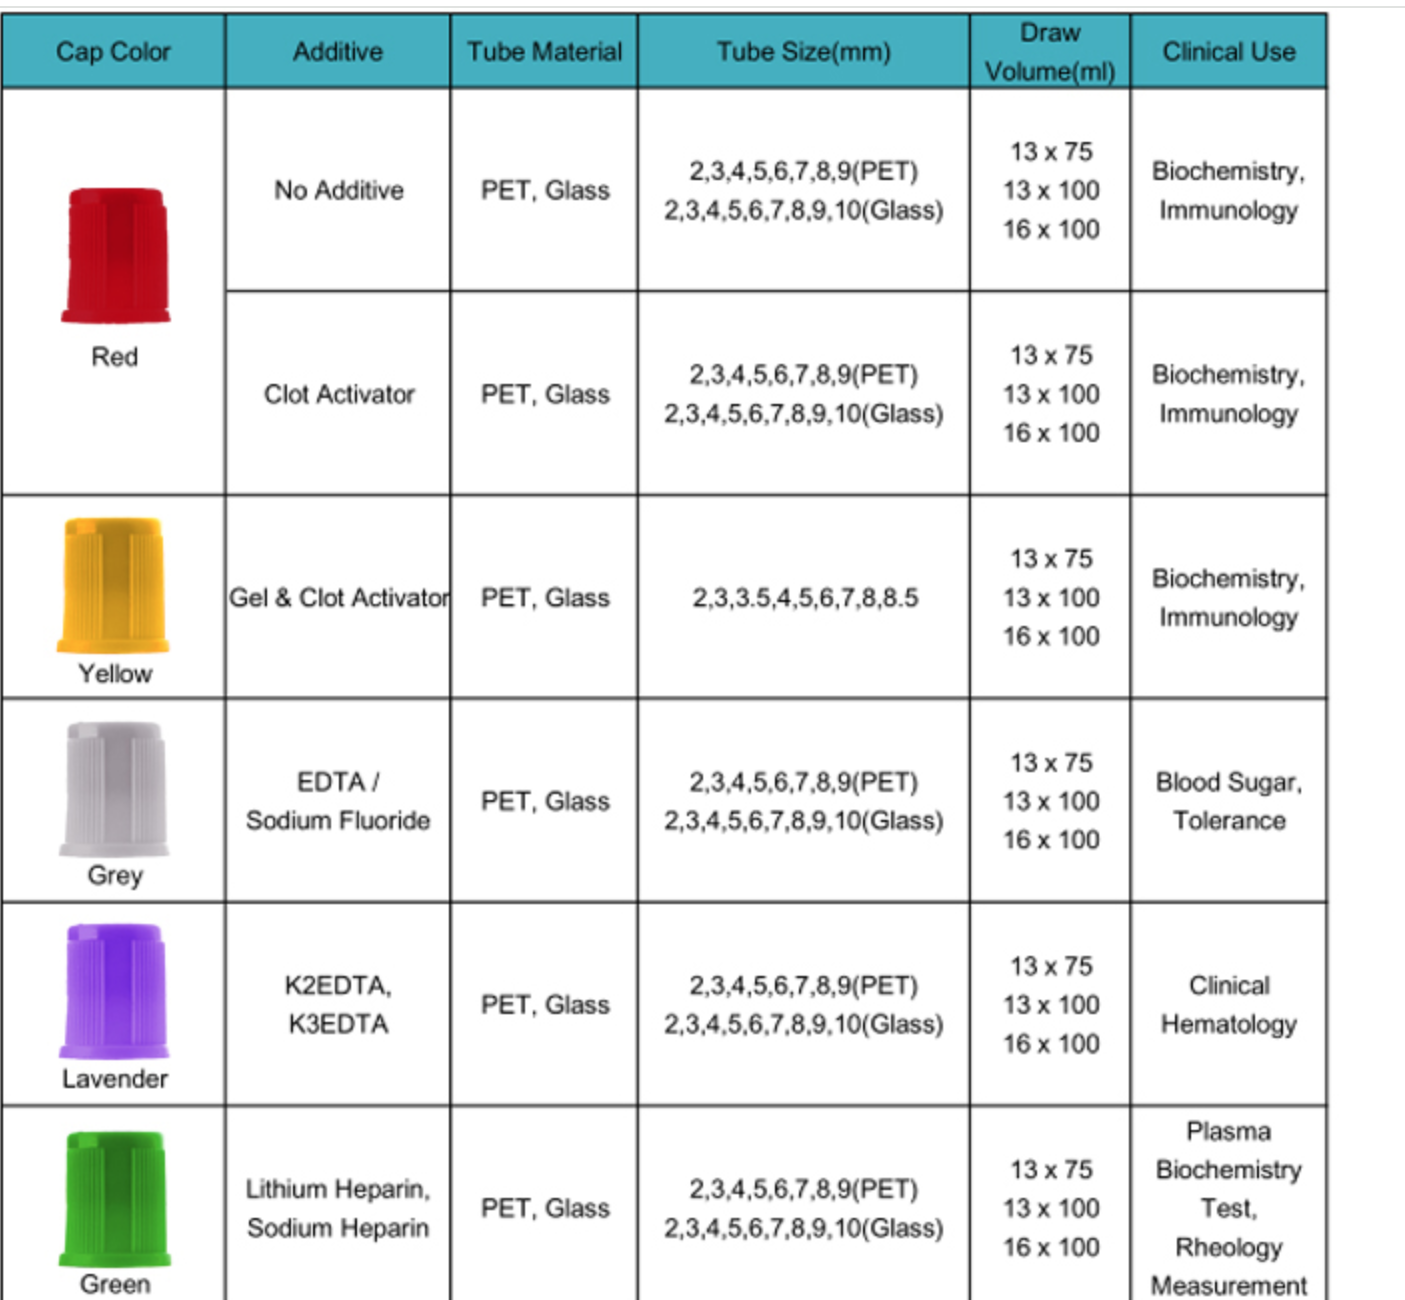 Cap Color
Additive
Tube Material
Tube Size(mm)
Draw
Volume(ml)
Clinical Use
Red
No Additive
PET, Glass
2,3,4,5,6,7,8,9(PET)
2,3,4,5,6,7,8,9,10(Glass)
13 x 75
13 x 100
16 x 100
Biochemistry,
Immunology
Clot Activator
PET, Glass
2,3,4,5,6,7,8,9(PET)
2,3,4,5,6,7,8,9,10(Glass)
13 x 75
13 x 100
16 x 100
Biochemistry,
Immunology
Yellow
Gel & Clot Activator
PET, Glass
2,3,3.5,4,5,6,7,8,8.5
13 x 75
13 x 100
16 x 100
Biochemistry,
Immunology
Grey
EDTA /
Sodium Fluoride
PET, Glass
2,3,4,5,6,7,8,9(PET)
2,3,4,5,6,7,8,9,10(Glass)
13 x 75
13 x 100
16 x 100
Blood Sugar,
Tolerance
Lavender
K2EDTA,
K3EDTA
PET, Glass
2,3,4,5,6,7,8,9(PET)
2,3,4,5,6,7,8,9,10(Glass)
13 x 75
13 x 100
16 x 100
Clinical
Hematology
Green
Lithium Heparin,
Sodium Heparin
PET, Glass
2,3,4,5,6,7,8,9(PET)
2,3,4,5,6,7,8,9,10(Glass)
13 x 75
13 x 100
16 x 100
Plasma
Biochemistry
Test,
Rheology
Measurement